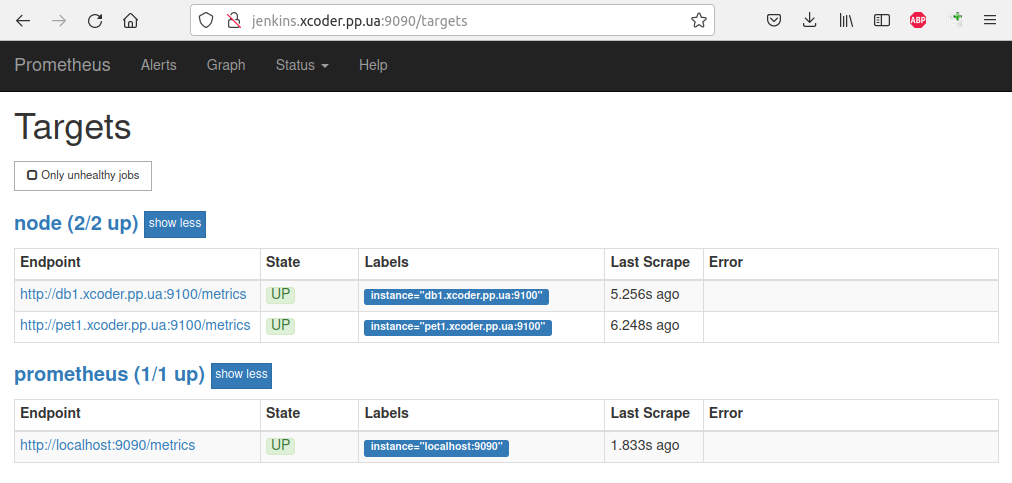 jenkins.xcoder.pp.ua:9090/targets
ABP
Prometheus Alerts Graph Status Help
Targets
Only unhealthy jobs
node (2/2 up) show less
Endpoint State Labels Last Scrape Error
http://db1.xcoder.pp.ua:9100/metrics UP instance="db1.xcoder.pp.ua:9100" 5.256s ago
http://pet1.xcoder.pp.ua:9100/metrics UP instance="pet1.xcoder.pp.ua:9100" 6.248s ago
prometheus (1/1 up) show less
Endpoint State Labels Last Scrape Error
http://localhost:9090/metrics UP instance="localhost:9090" 1.833s ago